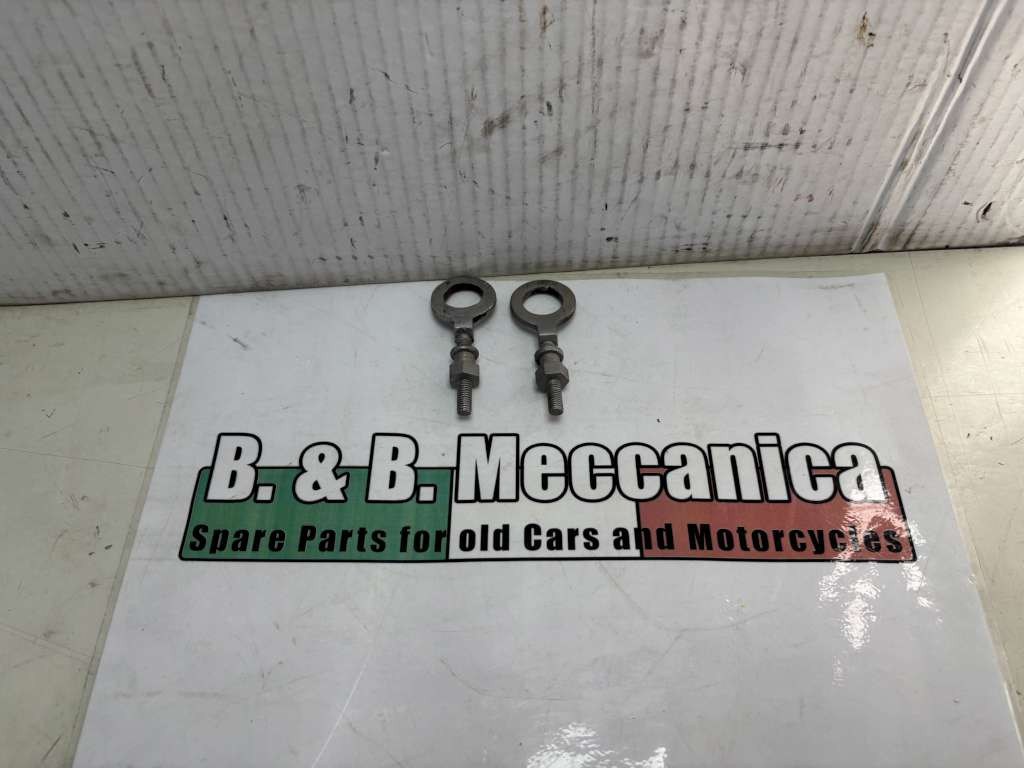 B. & B. Meccanica
Spare Parts for old Cars and Motorcycles